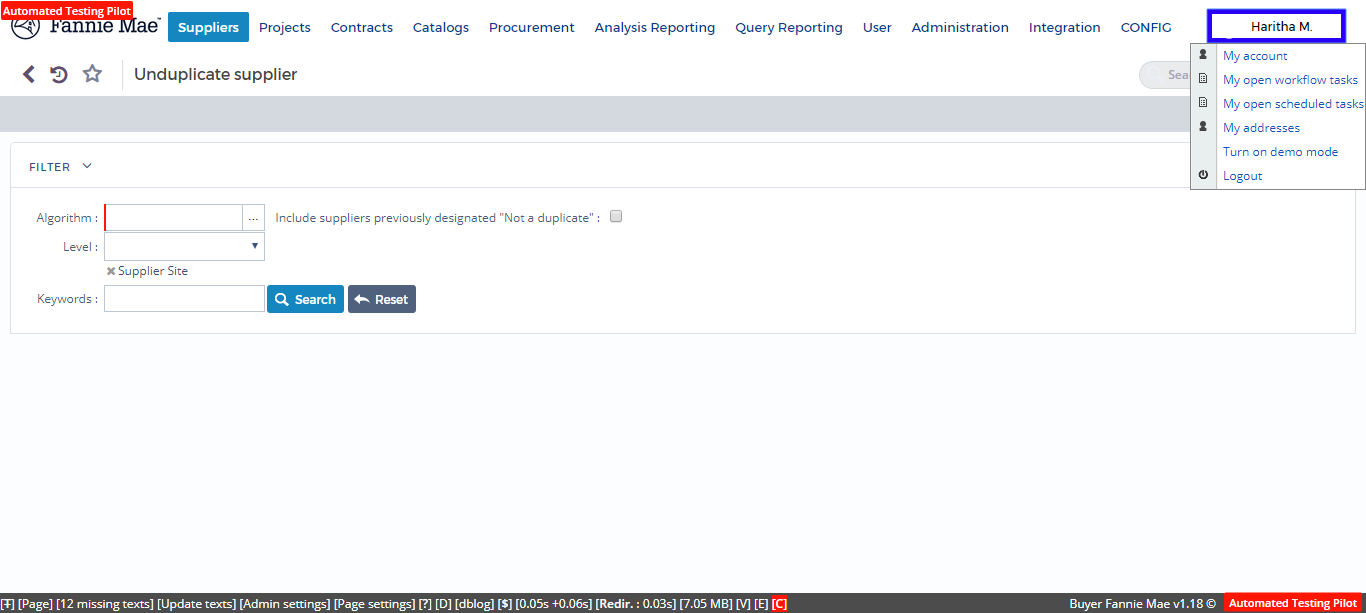 Automated Testing Pilot
Fannie Mae™ Suppliers Projects Contracts Catalogs Procurement Analysis Reporting Query Reporting User Administration Integration CONFIG Haritha M.
My account
Unduplicate supplier Sea
My open workflow tasks
My open scheduled tasks
My addresses
Turn on demo mode
Logout
FILTER
Algorithm : ... Include suppliers previously designated "Not a duplicate" :
Level :
Supplier Site
Keywords : Search Reset
[Ŧ] [Page] [12 missing texts] [Update texts] [Admin settings] [Page settings] [?] [D] [dblog] [$] [0.05s +0.06s] [Redir. : 0.03s] [7.05 MB] [V] [E] [C] Buyer Fannie Mae v1.18 © Automated Testing Pilot